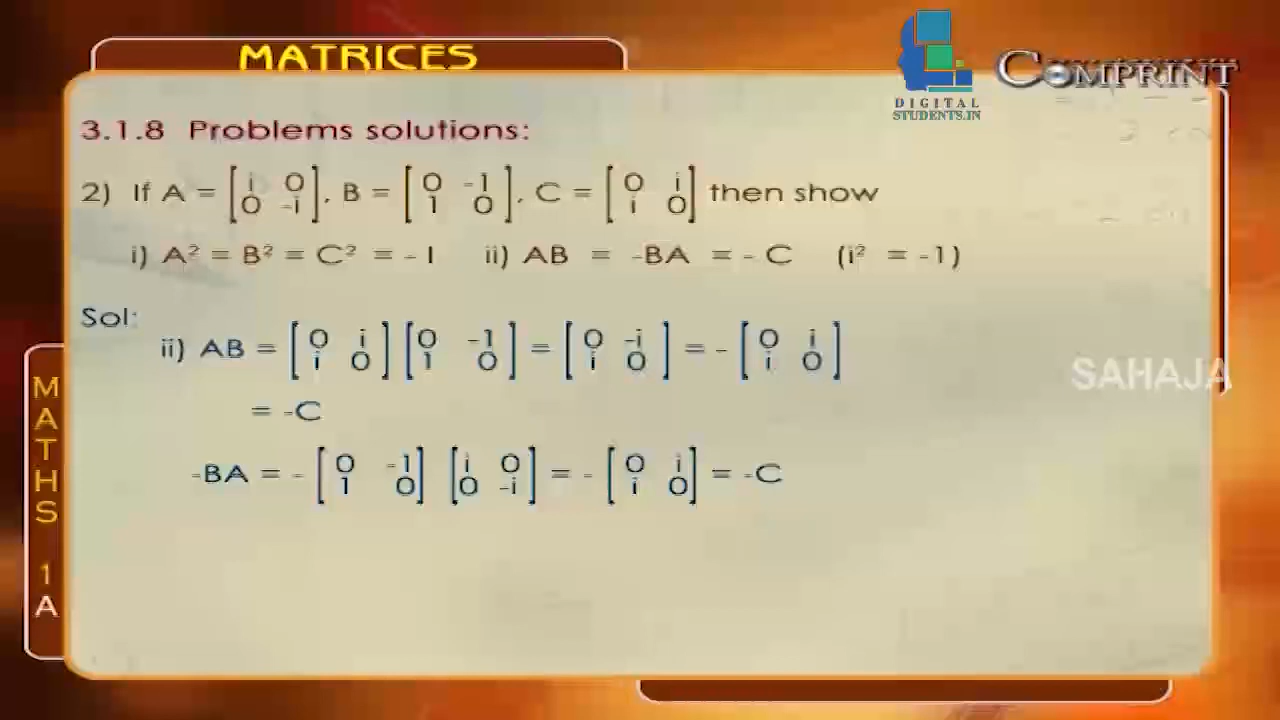 MATRICES
COMPRINT
DIGITAL
STUDENTS.IN
3.1.8 Problems solutions:
2) If A = [i 0; 0 -i], B = [0 -1; 1 0], C = [0 i; i 0] then show
i) A² = B² = C² = - I ii) AB = -BA = - C (i² = -1)
Sol:
ii) AB = [0 i; i 0] [0 -1; 1 0] = [0 -i; i 0] = - [0 i; i 0]
= -C
-BA = - [0 -1; 1 0] [i 0; 0 -i] = - [0 i; i 0] = -C
SAHAJA
MATHS 1A